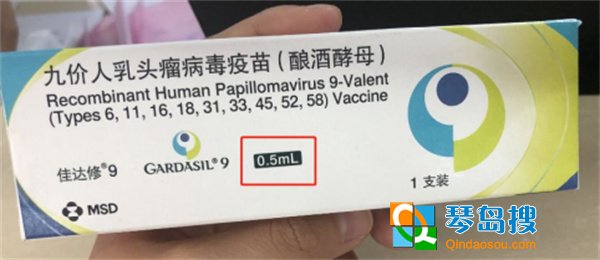 九价人乳头瘤病毒疫苗(酿酒酵母)
Recombinant Human Papillomavirus 9-Valent
(Types 6, 11, 16, 18, 31, 33, 45, 52, 58) Vaccine
佳达修®9
GARDASIL®9
0.5mL
1 支装
MSD
琴岛搜
Qindaosou.com